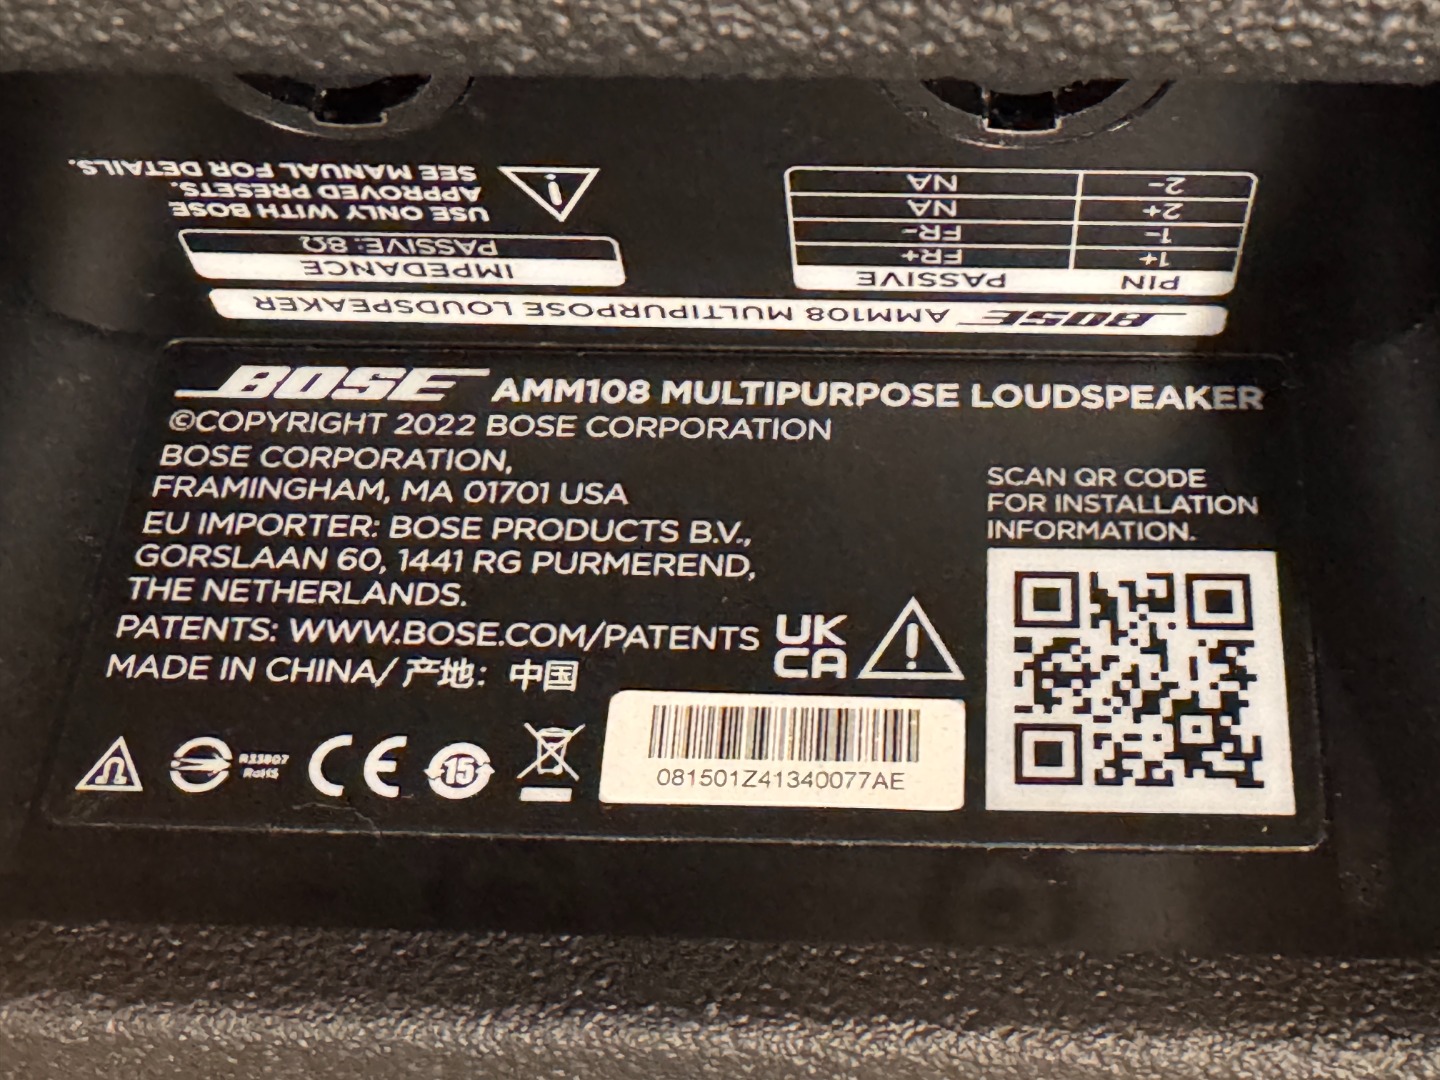 SEE MANUAL FOR DETAILS.
APPROVED PRESETS.
USE ONLY WITH BOSE
PASSIVE: 8Ω
IMPEDANCE
2- NA
2+ NA
1- FR-
1+ FR+
PIN PASSIVE
BOSE AMM108 MULTIPURPOSE LOUDSPEAKER
BOSE AMM108 MULTIPURPOSE LOUDSPEAKER
©COPYRIGHT 2022 BOSE CORPORATION
BOSE CORPORATION,
FRAMINGHAM, MA 01701 USA
EU IMPORTER: BOSE PRODUCTS B.V.,
GORSLAAN 60, 1441 RG PURMEREND,
THE NETHERLANDS.
PATENTS: WWW.BOSE.COM/PATENTS
MADE IN CHINA/ 产地: 中国
UK
CA
SCAN QR CODE
FOR INSTALLATION
INFORMATION.
R33807
RoHS
CE
15
081501Z41340077AE